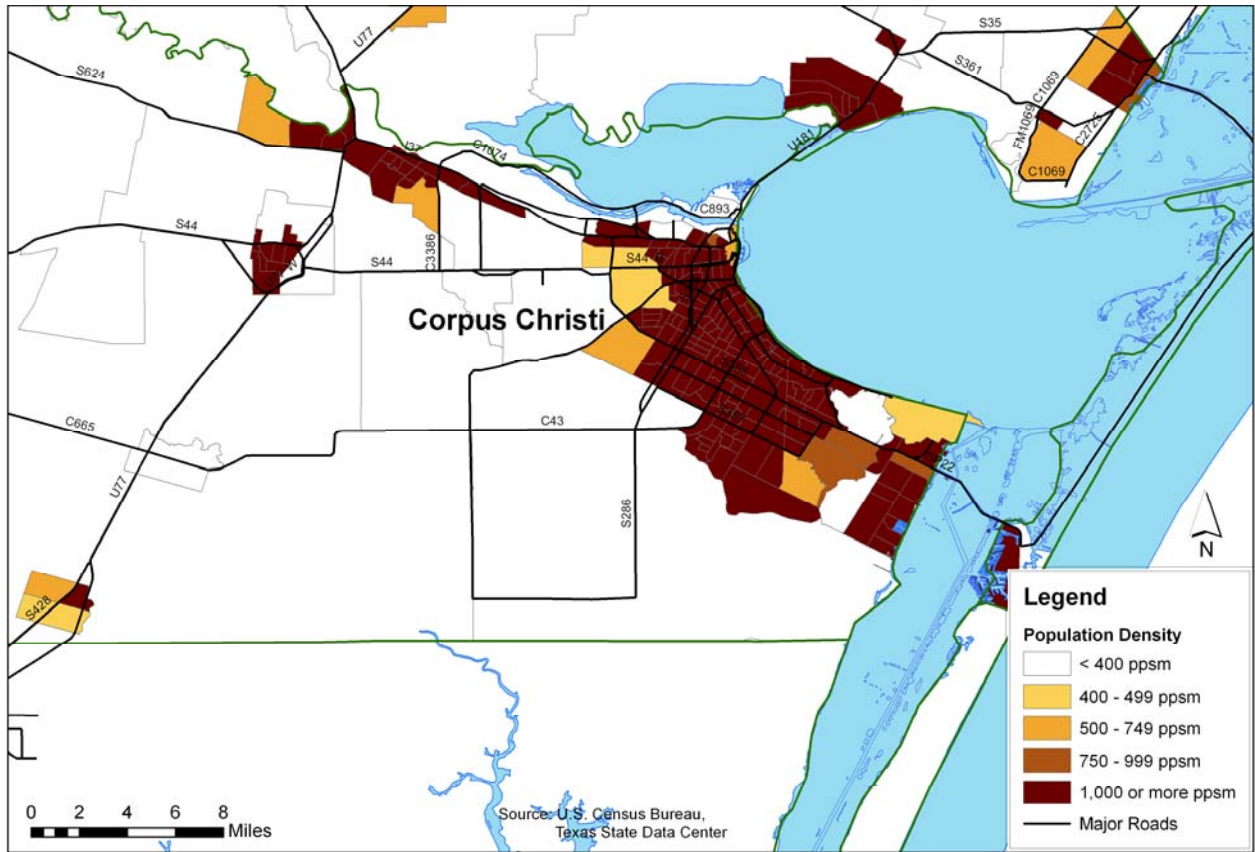 S35
U77
S624
S361
C1069
FM1069
C2725
U181
I37
C1074
C1069
C893
S44
C3386
S44
S44
Corpus Christi
C665
C43
P22
U77
S286
N
S428
Legend
Population Density
< 400 ppsm
400 - 499 ppsm
500 - 749 ppsm
750 - 999 ppsm
1,000 or more ppsm
Major Roads
0 2 4 6 8
Miles
Source: U.S. Census Bureau,
Texas State Data Center